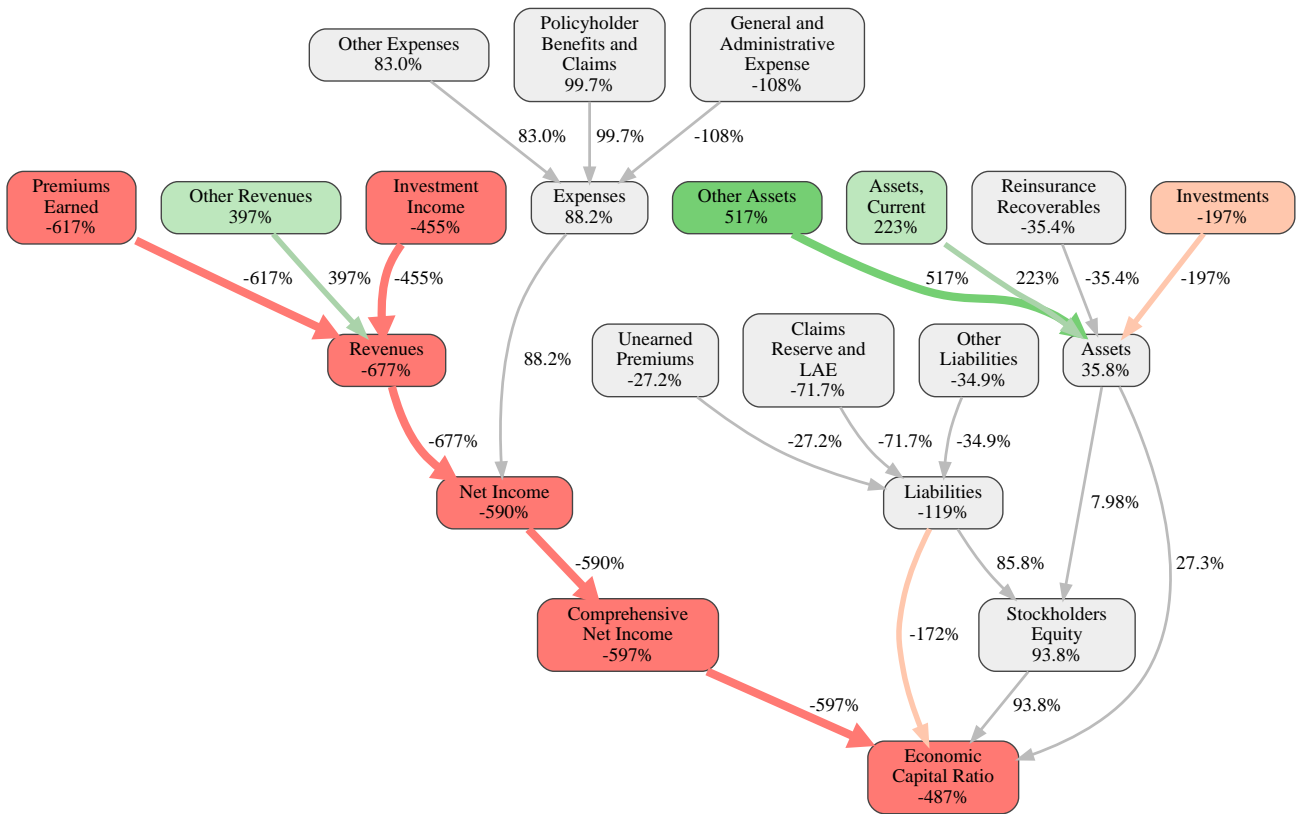 Other Expenses
83.0%
Policyholder
Benefits and
Claims
99.7%
General and
Administrative
Expense
-108%
83.0%
99.7%
-108%
Premiums
Earned
-617%
Other Revenues
397%
Investment
Income
-455%
Expenses
88.2%
Other Assets
517%
Assets,
Current
223%
Reinsurance
Recoverables
-35.4%
Investments
-197%
-617%
397%
-455%
88.2%
517%
223%
-35.4%
-197%
Revenues
-677%
Unearned
Premiums
-27.2%
Claims
Reserve and
LAE
-71.7%
Other
Liabilities
-34.9%
Assets
35.8%
-677%
-27.2%
-71.7%
-34.9%
Net Income
-590%
Liabilities
-119%
7.98%
-590%
85.8%
27.3%
Comprehensive
Net Income
-597%
-172%
Stockholders
Equity
93.8%
-597%
93.8%
Economic
Capital Ratio
-487%